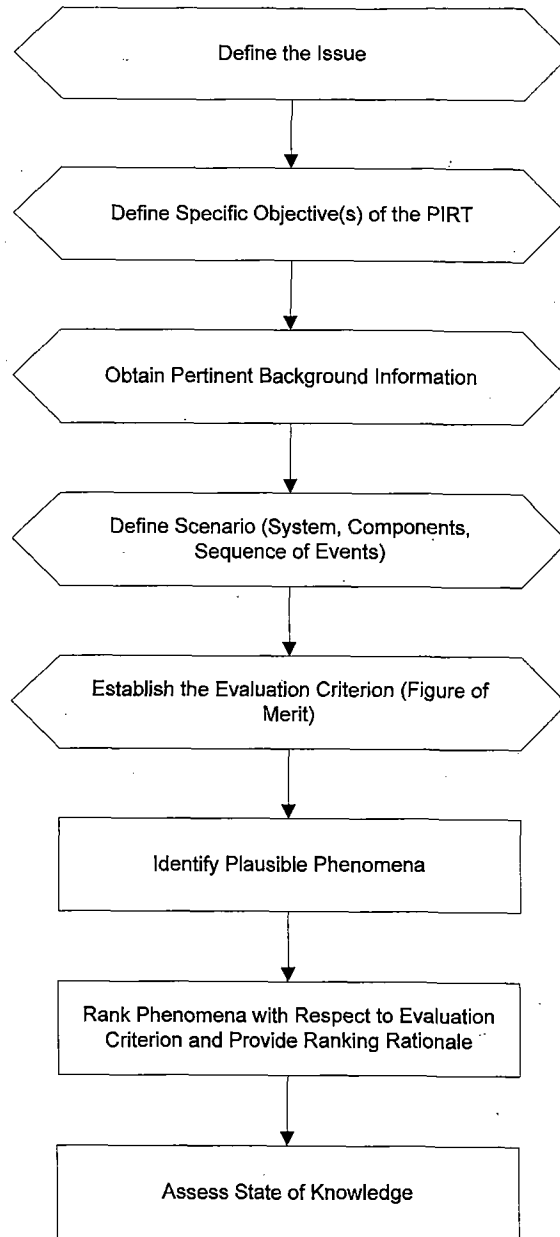 Define the Issue
Define Specific Objective(s) of the PIRT
Obtain Pertinent Background Information
Define Scenario (System, Components,
Sequence of Events)
Establish the Evaluation Criterion (Figure of
Merit)
Identify Plausible Phenomena
Rank Phenomena with Respect to Evaluation
Criterion and Provide Ranking Rationale
Assess State of Knowledge